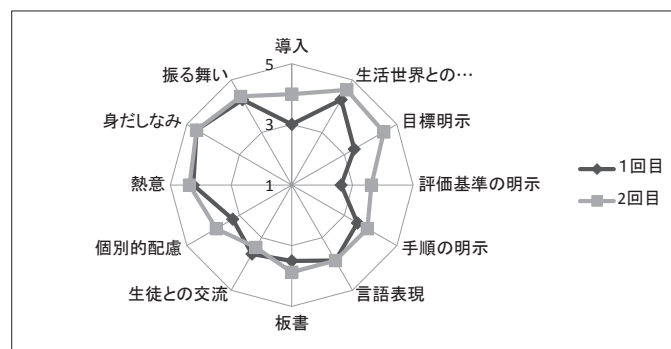 導入
生活世界との…
目標明示
評価基準の明示
手順の明示
言語表現
板書
生徒との交流
個別的配慮
熱意
身だしなみ
振る舞い
5
3
1
1回目
2回目